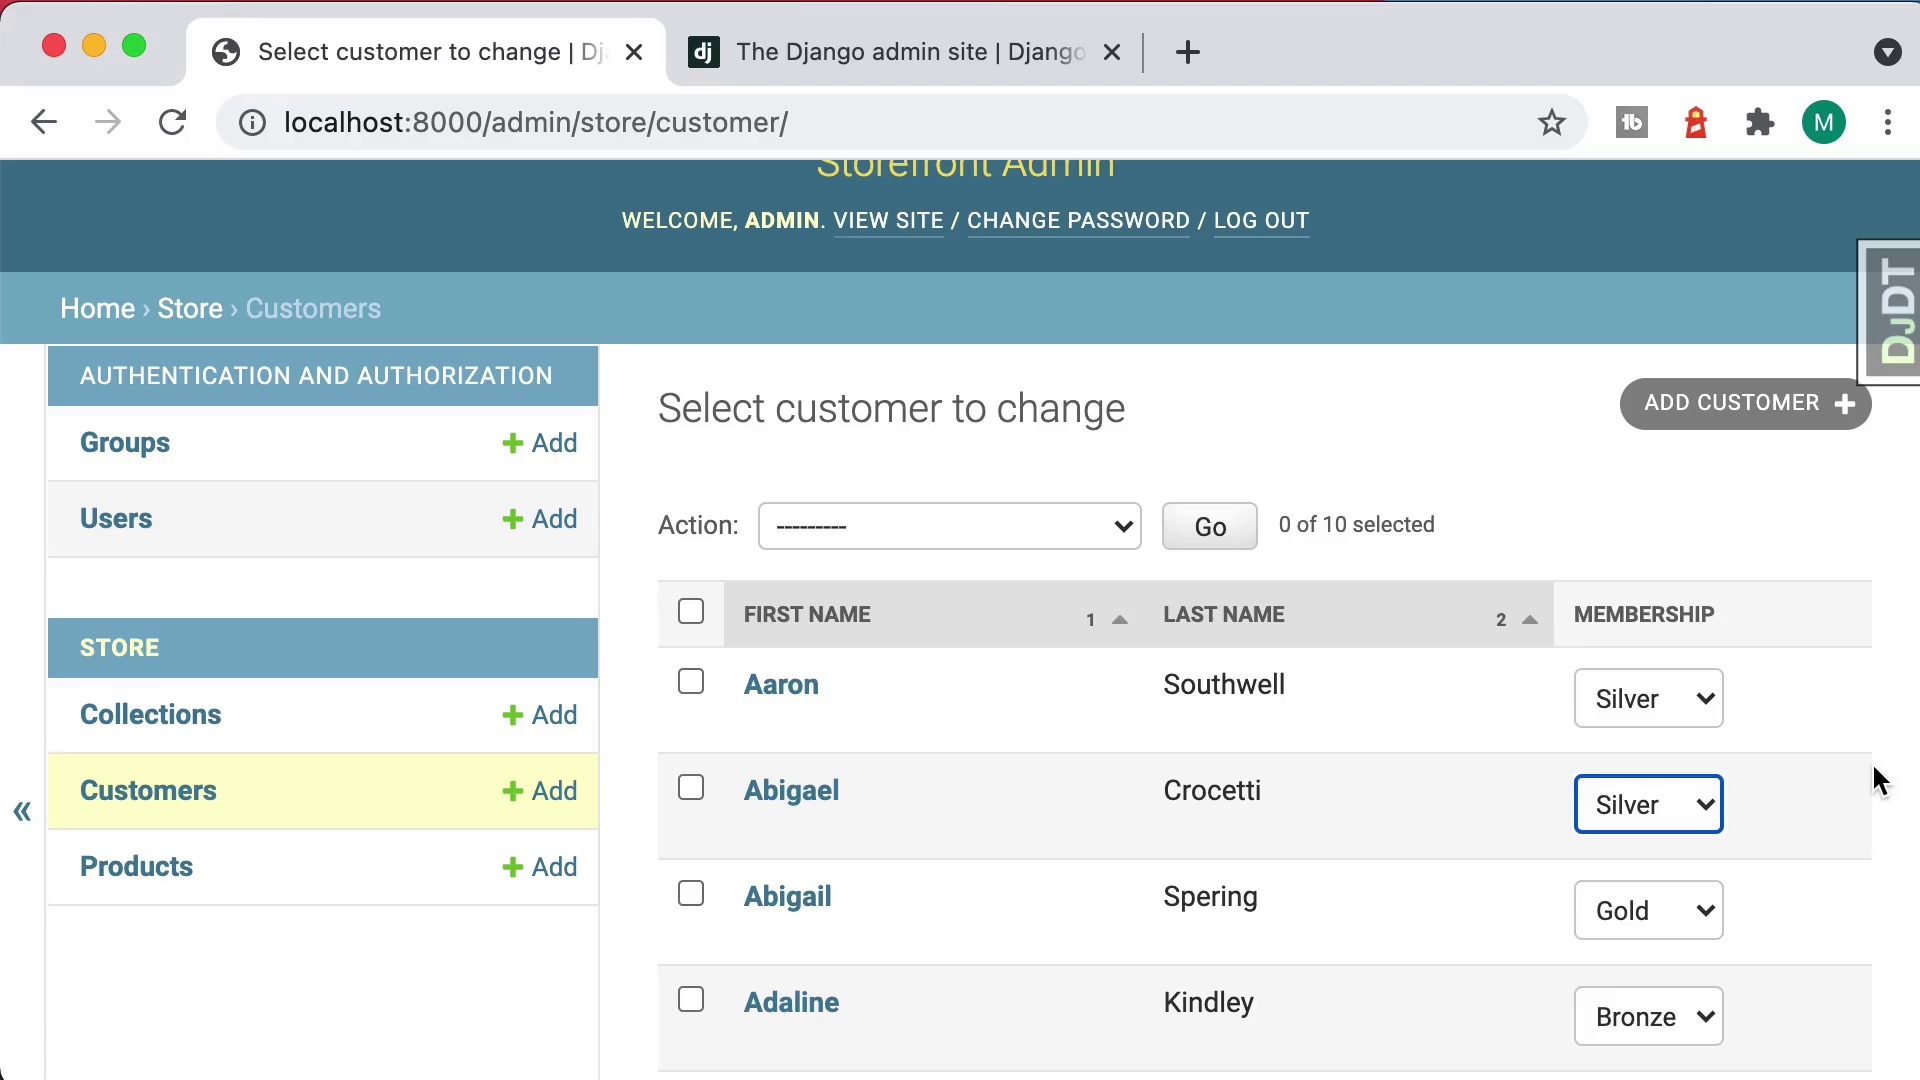 Select customer to change | Dj
dj The Django admin site | Django
localhost:8000/admin/store/customer/
tb
M
Storefront Admin
WELCOME, ADMIN. VIEW SITE / CHANGE PASSWORD / LOG OUT
DJDT
Home › Store › Customers
AUTHENTICATION AND AUTHORIZATION
Groups + Add
Users + Add
STORE
Collections + Add
Customers + Add
Products + Add
«
Select customer to change
ADD CUSTOMER +
Action: --------- Go 0 of 10 selected
FIRST NAME 1 LAST NAME 2 MEMBERSHIP
Aaron Southwell Silver
Abigael Crocetti Silver
Abigail Spering Gold
Adaline Kindley Bronze